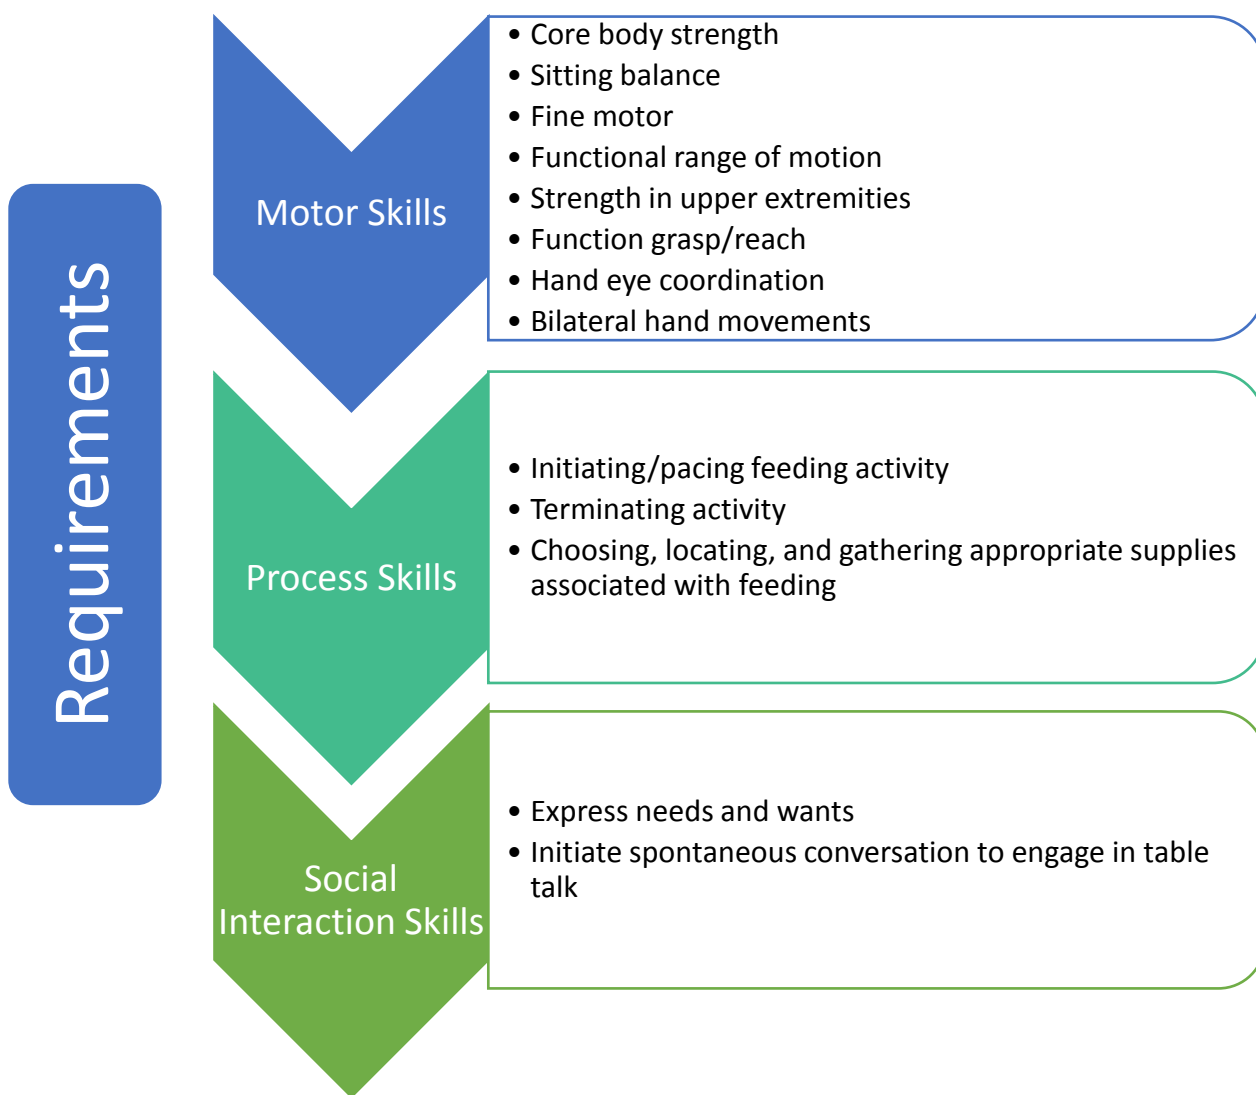 Requirements
Motor Skills
• Core body strength
• Sitting balance
• Fine motor
• Functional range of motion
• Strength in upper extremities
• Function grasp/reach
• Hand eye coordination
• Bilateral hand movements
Process Skills
• Initiating/pacing feeding activity
• Terminating activity
• Choosing, locating, and gathering appropriate supplies
associated with feeding
Social
Interaction Skills
• Express needs and wants
• Initiate spontaneous conversation to engage in table
talk